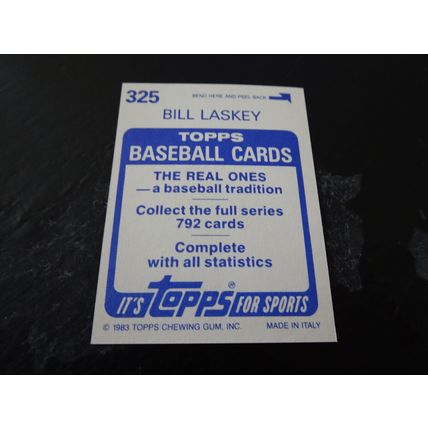 325 BEND HERE AND PEEL BACK
BILL LASKEY
TOPPS
BASEBALL CARDS
THE REAL ONES
— a baseball tradition
Collect the full series
792 cards
Complete
with all statistics
IT'S Topps® FOR SPORTS
© 1983 TOPPS CHEWING GUM, INC. MADE IN ITALY